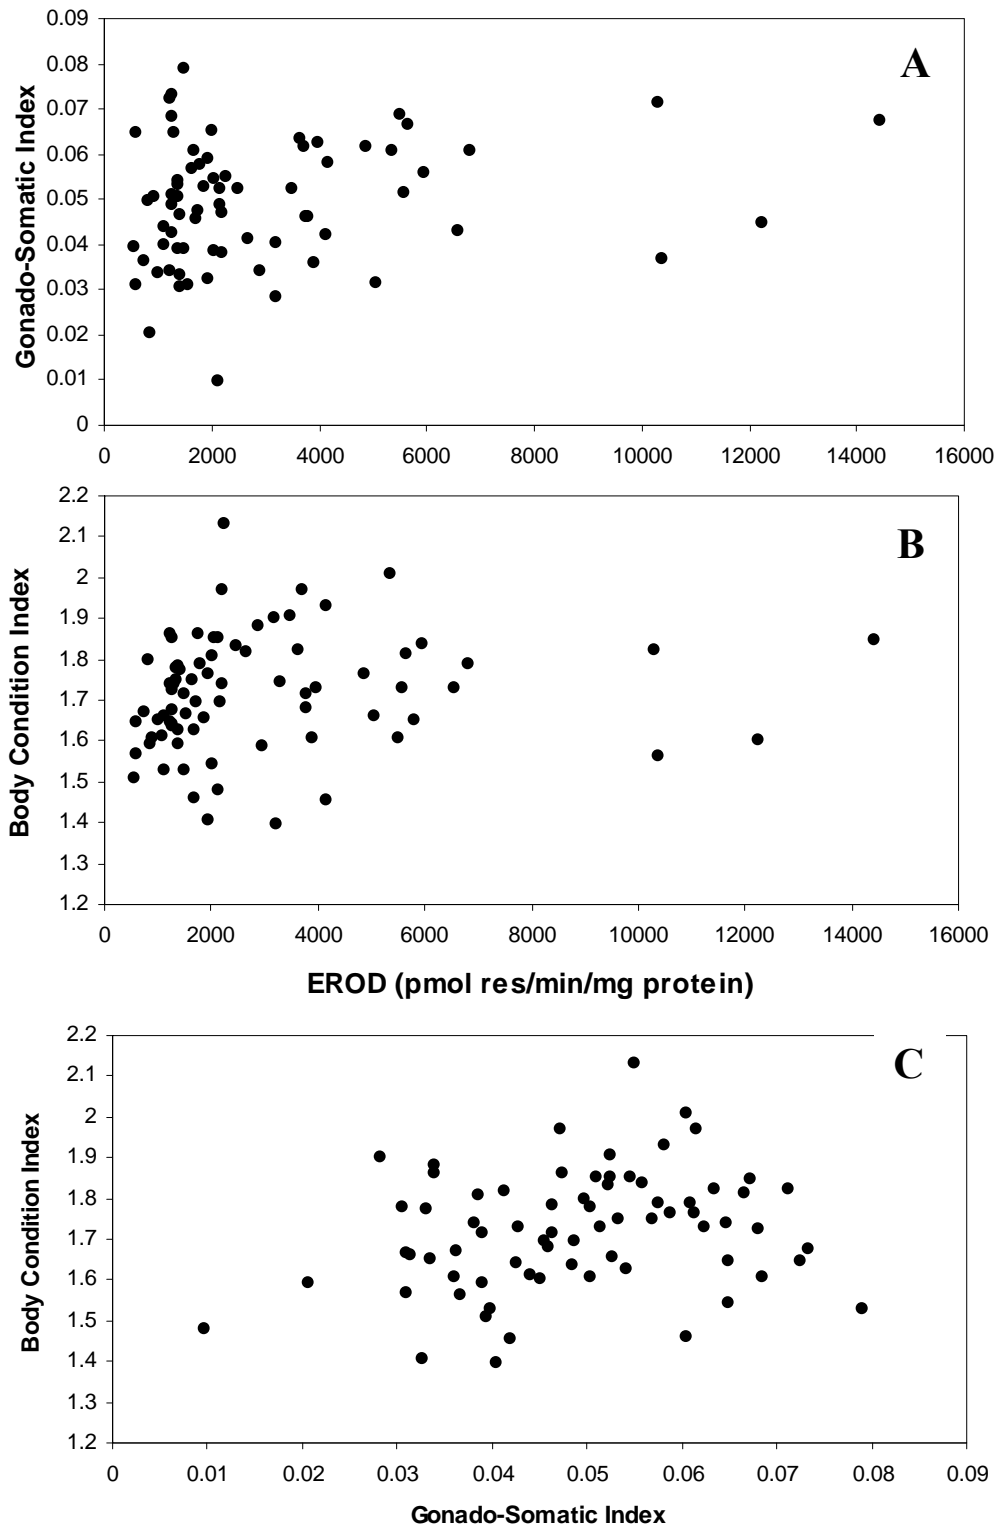 0.09
0.08
0.07
0.06
0.05
0.04
0.03
0.02
0.01
0
Gonado-Somatic Index
A
0 2000 4000 6000 8000 10000 12000 14000 16000
2.2
2.1
2
1.9
1.8
1.7
1.6
1.5
1.4
1.3
1.2
Body Condition Index
B
0 2000 4000 6000 8000 10000 12000 14000 16000
EROD (pmol res/min/mg protein)
2.2
2.1
2
1.9
1.8
1.7
1.6
1.5
1.4
1.3
1.2
Body Condition Index
C
0 0.01 0.02 0.03 0.04 0.05 0.06 0.07 0.08 0.09
Gonado-Somatic Index